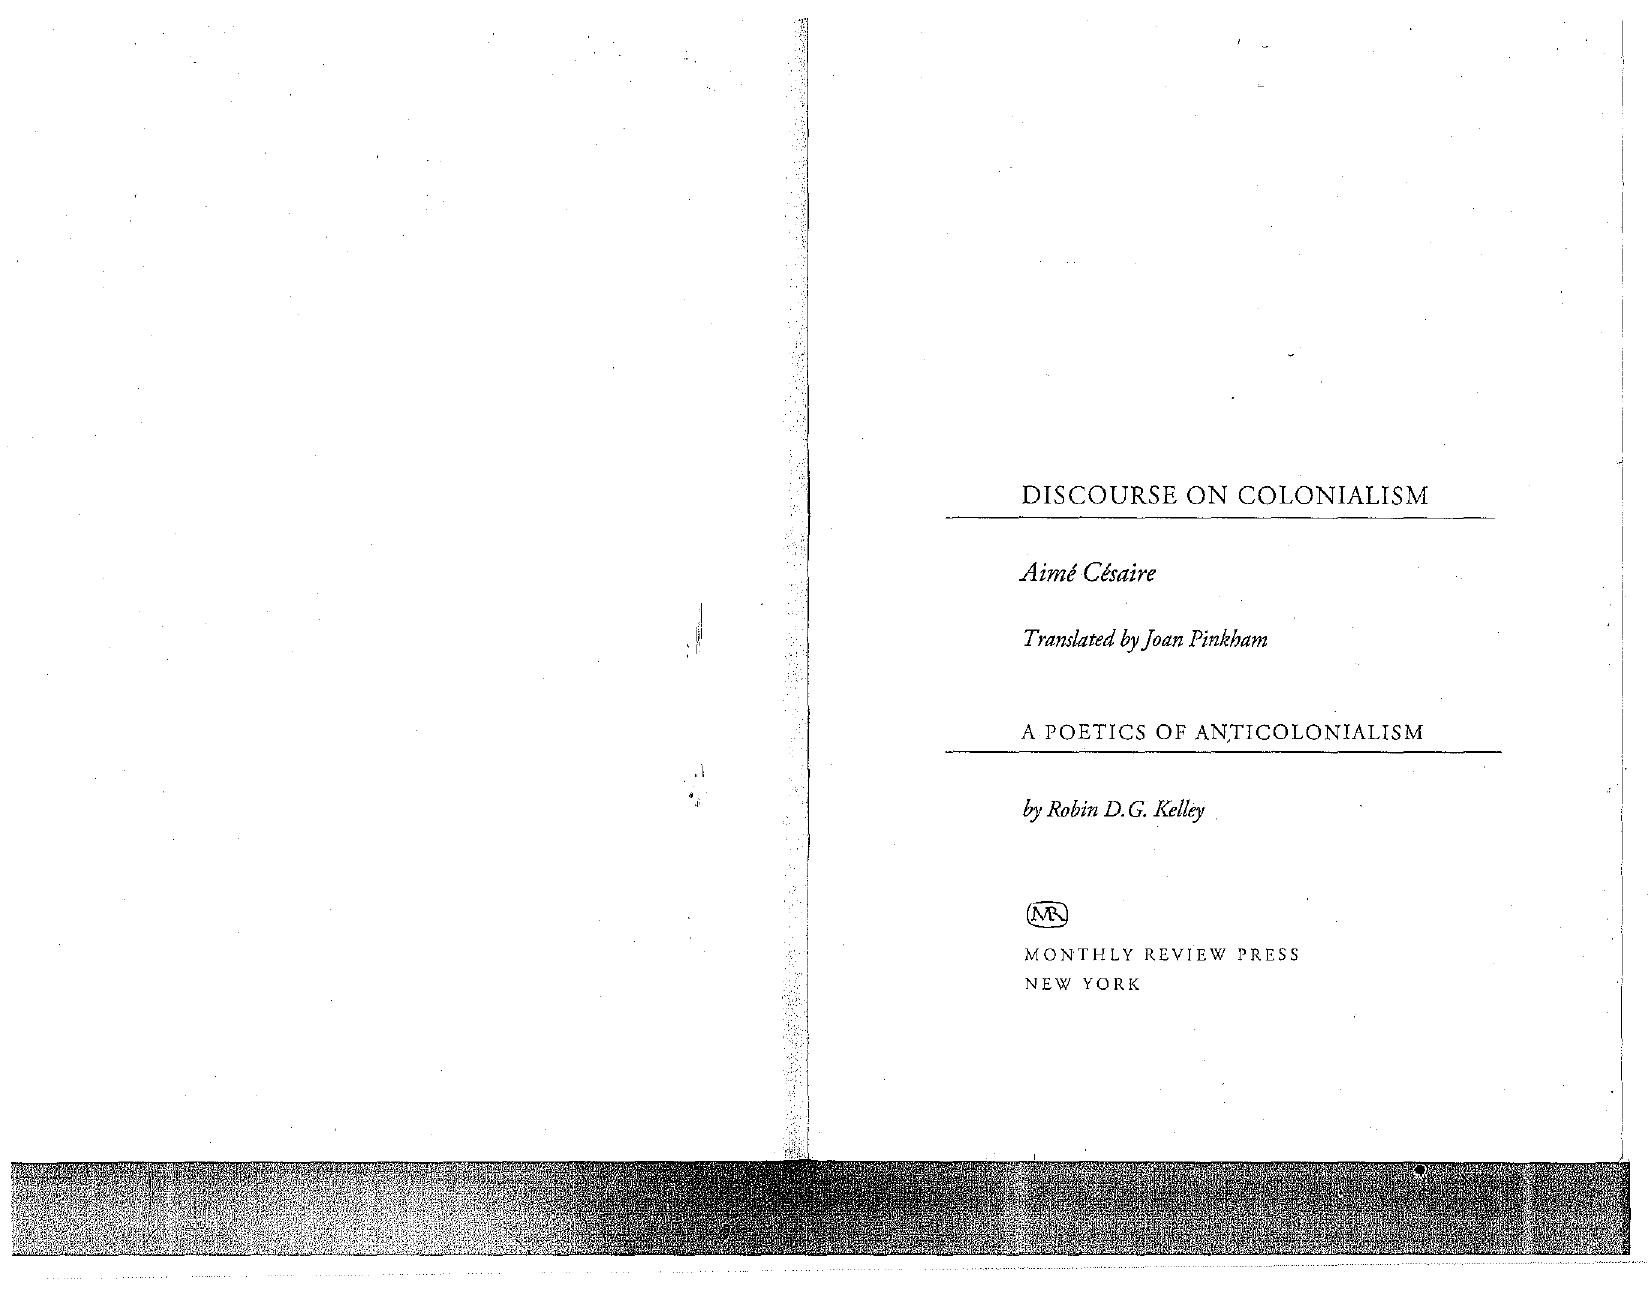 DISCOURSE ON COLONIALISM
Aimé Césaire
Translated by Joan Pinkham
A POETICS OF ANTICOLONIALISM
by Robin D. G. Kelley
MR
MONTHLY REVIEW PRESS
NEW YORK